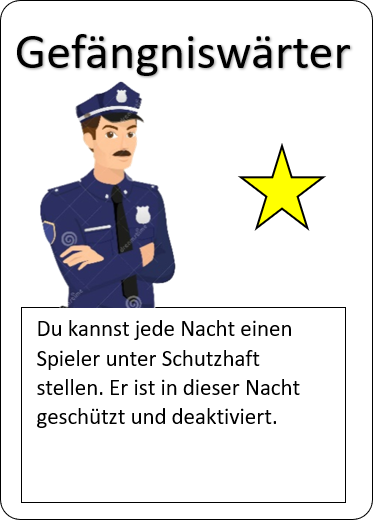 Gefängniswärter
Du kannst jede Nacht einen
Spieler unter Schutzhaft
stellen. Er ist in dieser Nacht
geschützt und deaktiviert.